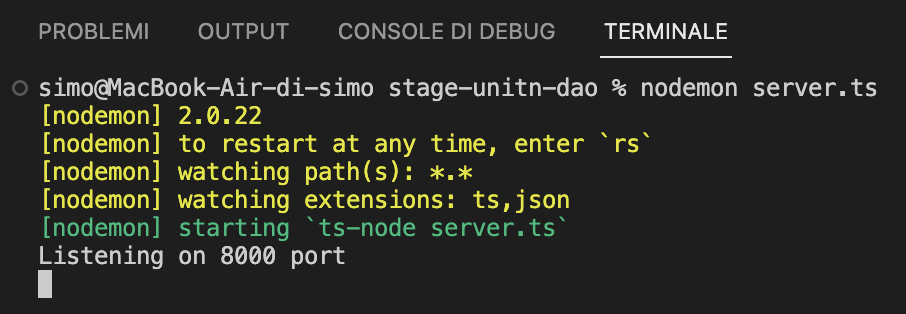 PROBLEMI OUTPUT CONSOLE DI DEBUG TERMINALE
simo@MacBook-Air-di-simo stage-unitn-dao % nodemon server.ts
[nodemon] 2.0.22
[nodemon] to restart at any time, enter `rs`
[nodemon] watching path(s): *.*
[nodemon] watching extensions: ts,json
[nodemon] starting `ts-node server.ts`
Listening on 8000 port